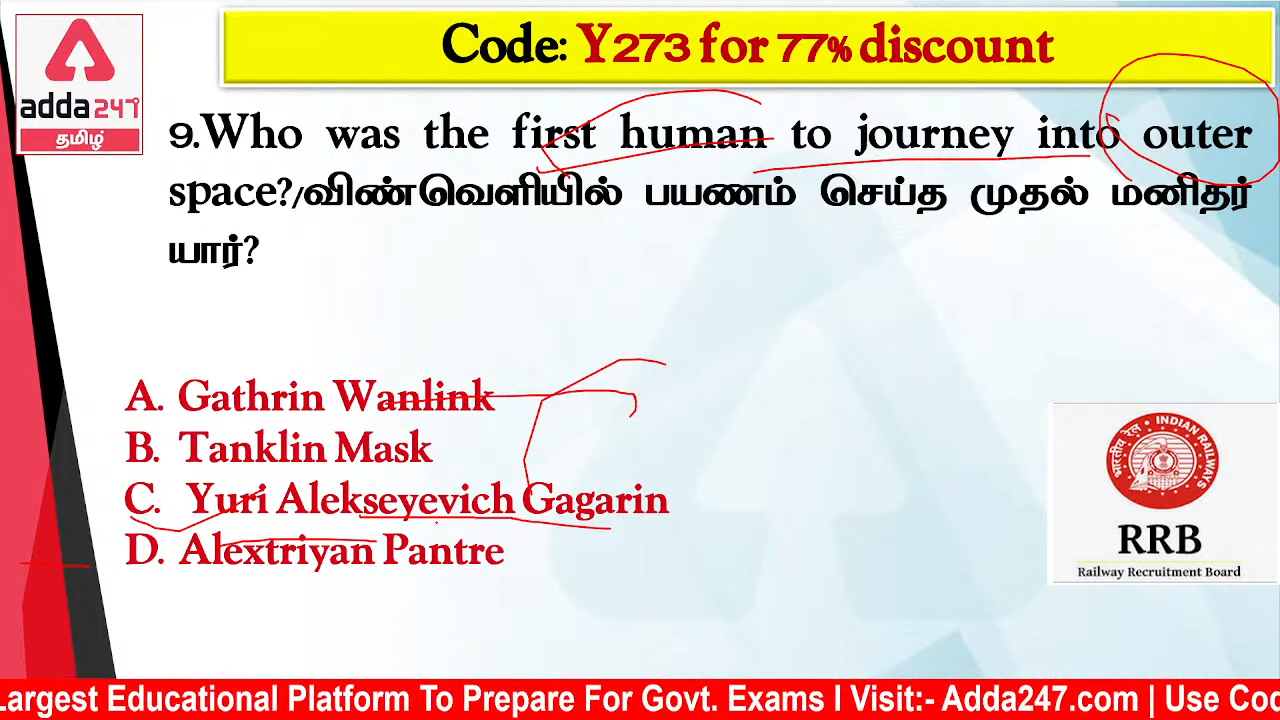 Code: Y273 for 77% discount
adda247
தமிழ்
9.Who was the first human to journey into outer
space?/விண்வெளியில் பயணம் செய்த முதல் மனிதர்
யார்?
A. Gathrin Wanlink
B. Tanklin Mask
C. Yuri Alekseyevich Gagarin
D. Alextriyan Pantre
INDIAN RAILWAYS
भारतीय रेल
RRB
Railway Recruitment Board
argest Educational Platform To Prepare For Govt. Exams I Visit:- Adda247.com | Use Cod